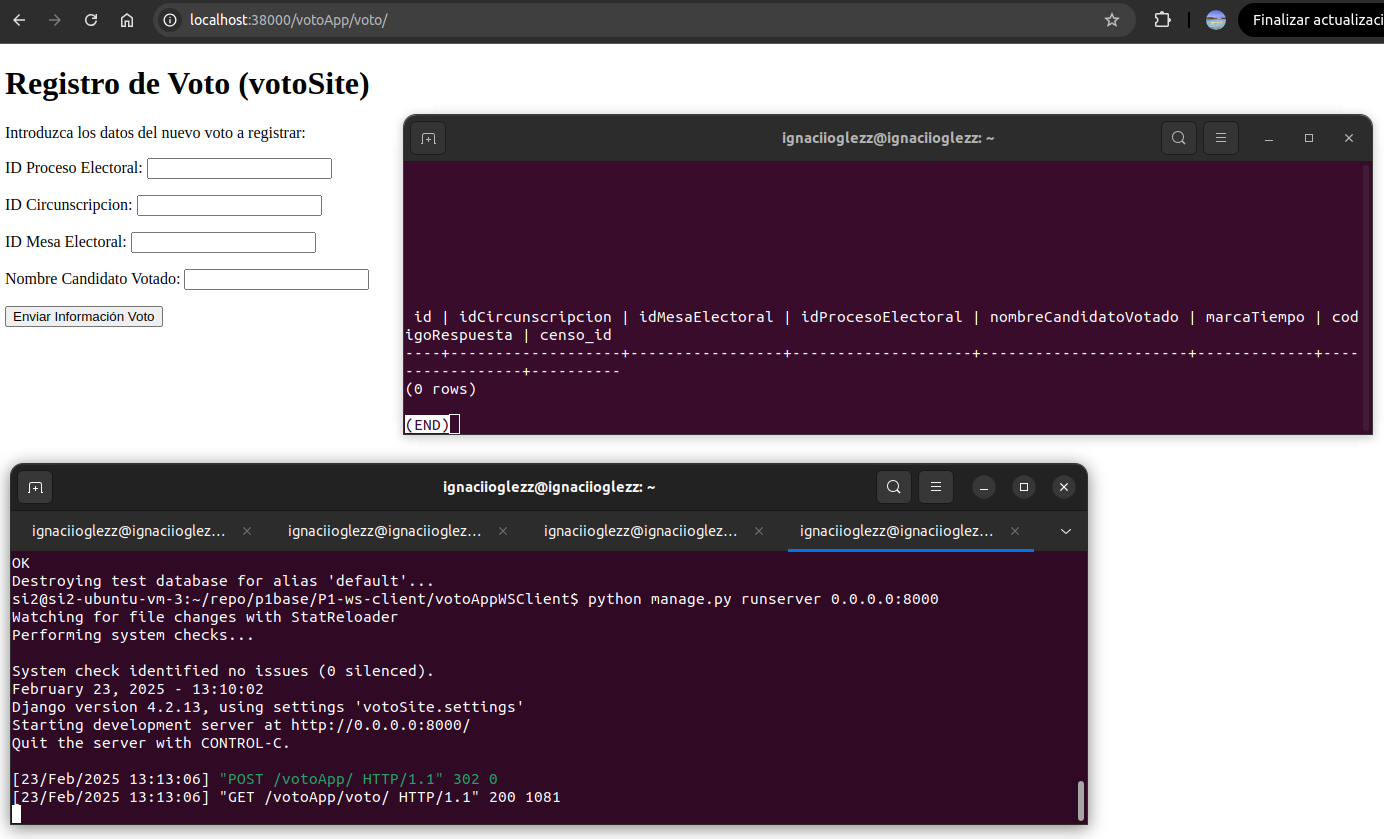 localhost:38000/votoApp/voto/
Finalizar actualizaci
Registro de Voto (votoSite)
Introduzca los datos del nuevo voto a registrar:
ID Proceso Electoral:
ID Circunscripcion:
ID Mesa Electoral:
Nombre Candidato Votado:
Enviar Información Voto
ignaciioglezz@ignaciioglezz: ~
 id | idCircunscripcion | idMesaElectoral | idProcesoElectoral | nombreCandidatoVotado | marcaTiempo | cod
igoRespuesta | censo_id
----+-------------------+-----------------+--------------------+-----------------------+-------------+----
-------------+----------
(0 rows)
(END)
ignaciioglezz@ignaciioglezz: ~
ignaciioglezz@ignaciioglez… ignaciioglezz@ignaciioglez… ignaciioglezz@ignaciioglez… ignaciioglezz@ignaciioglez…
OK
Destroying test database for alias 'default'...
si2@si2-ubuntu-vm-3:~/repo/p1base/P1-ws-client/votoAppWSClient$ python manage.py runserver 0.0.0.0:8000
Watching for file changes with StatReloader
Performing system checks...
System check identified no issues (0 silenced).
February 23, 2025 - 13:10:02
Django version 4.2.13, using settings 'votoSite.settings'
Starting development server at http://0.0.0.0:8000/
Quit the server with CONTROL-C.
[23/Feb/2025 13:13:06] "POST /votoApp/ HTTP/1.1" 302 0
[23/Feb/2025 13:13:06] "GET /votoApp/voto/ HTTP/1.1" 200 1081